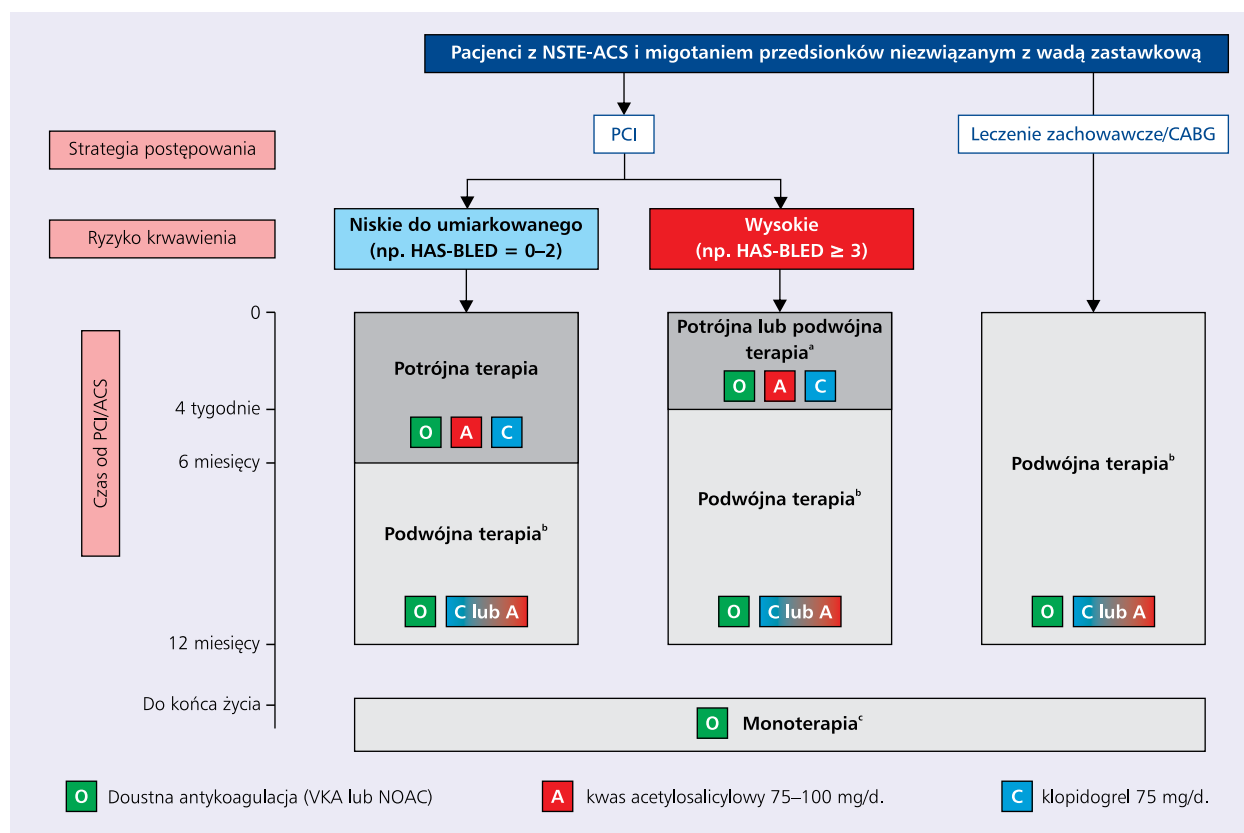 Pacjenci z NSTE-ACS i migotaniem przedsionków niezwiązanym z wadą zastawkową
Strategia postępowania
PCI
Leczenie zachowawcze/CABG
Ryzyko krwawienia
Niskie do umiarkowanego
(np. HAS-BLED = 0–2)
Wysokie
(np. HAS-BLED ≥ 3)
Czas od PCI/ACS
0
4 tygodnie
6 miesięcy
12 miesięcy
Do końca życia
Potrójna terapia
O A C
Podwójna terapiaᵇ
O C lub A
Potrójna lub podwójna
terapiaᵃ
O A C
Podwójna terapiaᵇ
O C lub A
Podwójna terapiaᵇ
O C lub A
O Monoterapiaᶜ
O Doustna antykoagulacja (VKA lub NOAC)
A kwas acetylosalicylowy 75–100 mg/d.
C klopidogrel 75 mg/d.